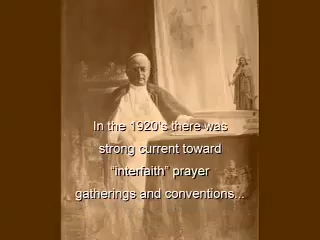 In the 1920's there was
strong current toward
"interfaith" prayer
gatherings and conventions...